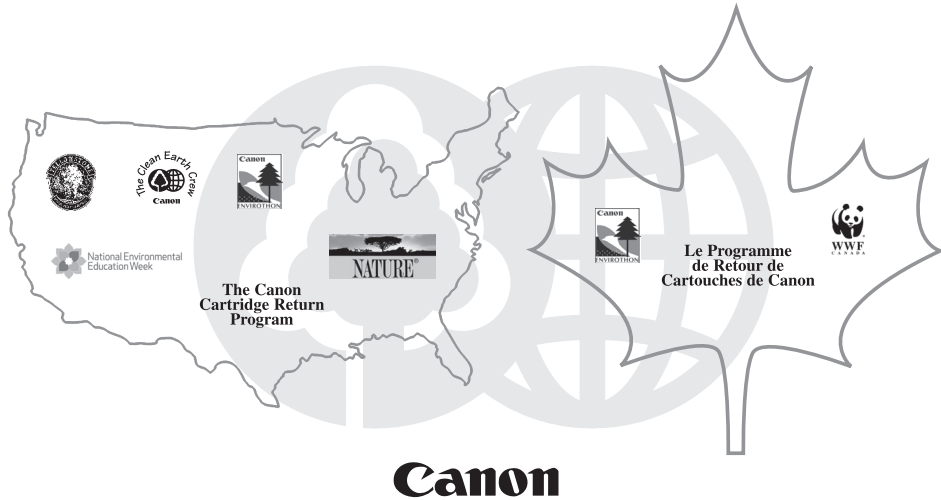 The Clean Earth Crew
Canon
Canon
ENVIROTHON
National Environmental
Education Week
NATURE®
The Canon
Cartridge Return
Program
Canon
ENVIROTHON
WWF
CANADA
Le Programme
de Retour de
Cartouches de Canon
Canon